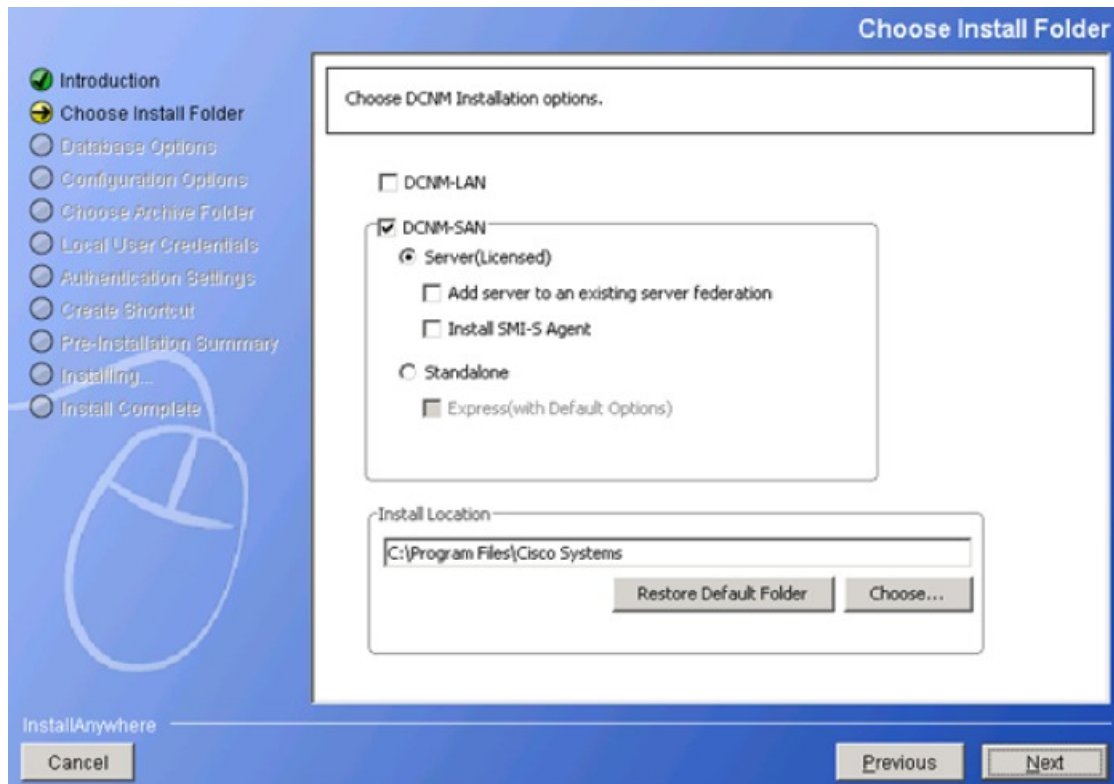 Choose Install Folder
Introduction
Choose Install Folder
Database Options
Configuration Options
Choose Archive Folder
Local User Credentials
Authentication Settings
Create Shortcut
Pre-Installation Summary
Installing...
Install Complete
Choose DCNM Installation options.
DCNM-LAN
DCNM-SAN
Server(Licensed)
Add server to an existing server federation
Install SMI-S Agent
Standalone
Express(with Default Options)
Install Location
C:\Program Files\Cisco Systems
Restore Default Folder
Choose...
InstallAnywhere
Cancel
Previous
Next